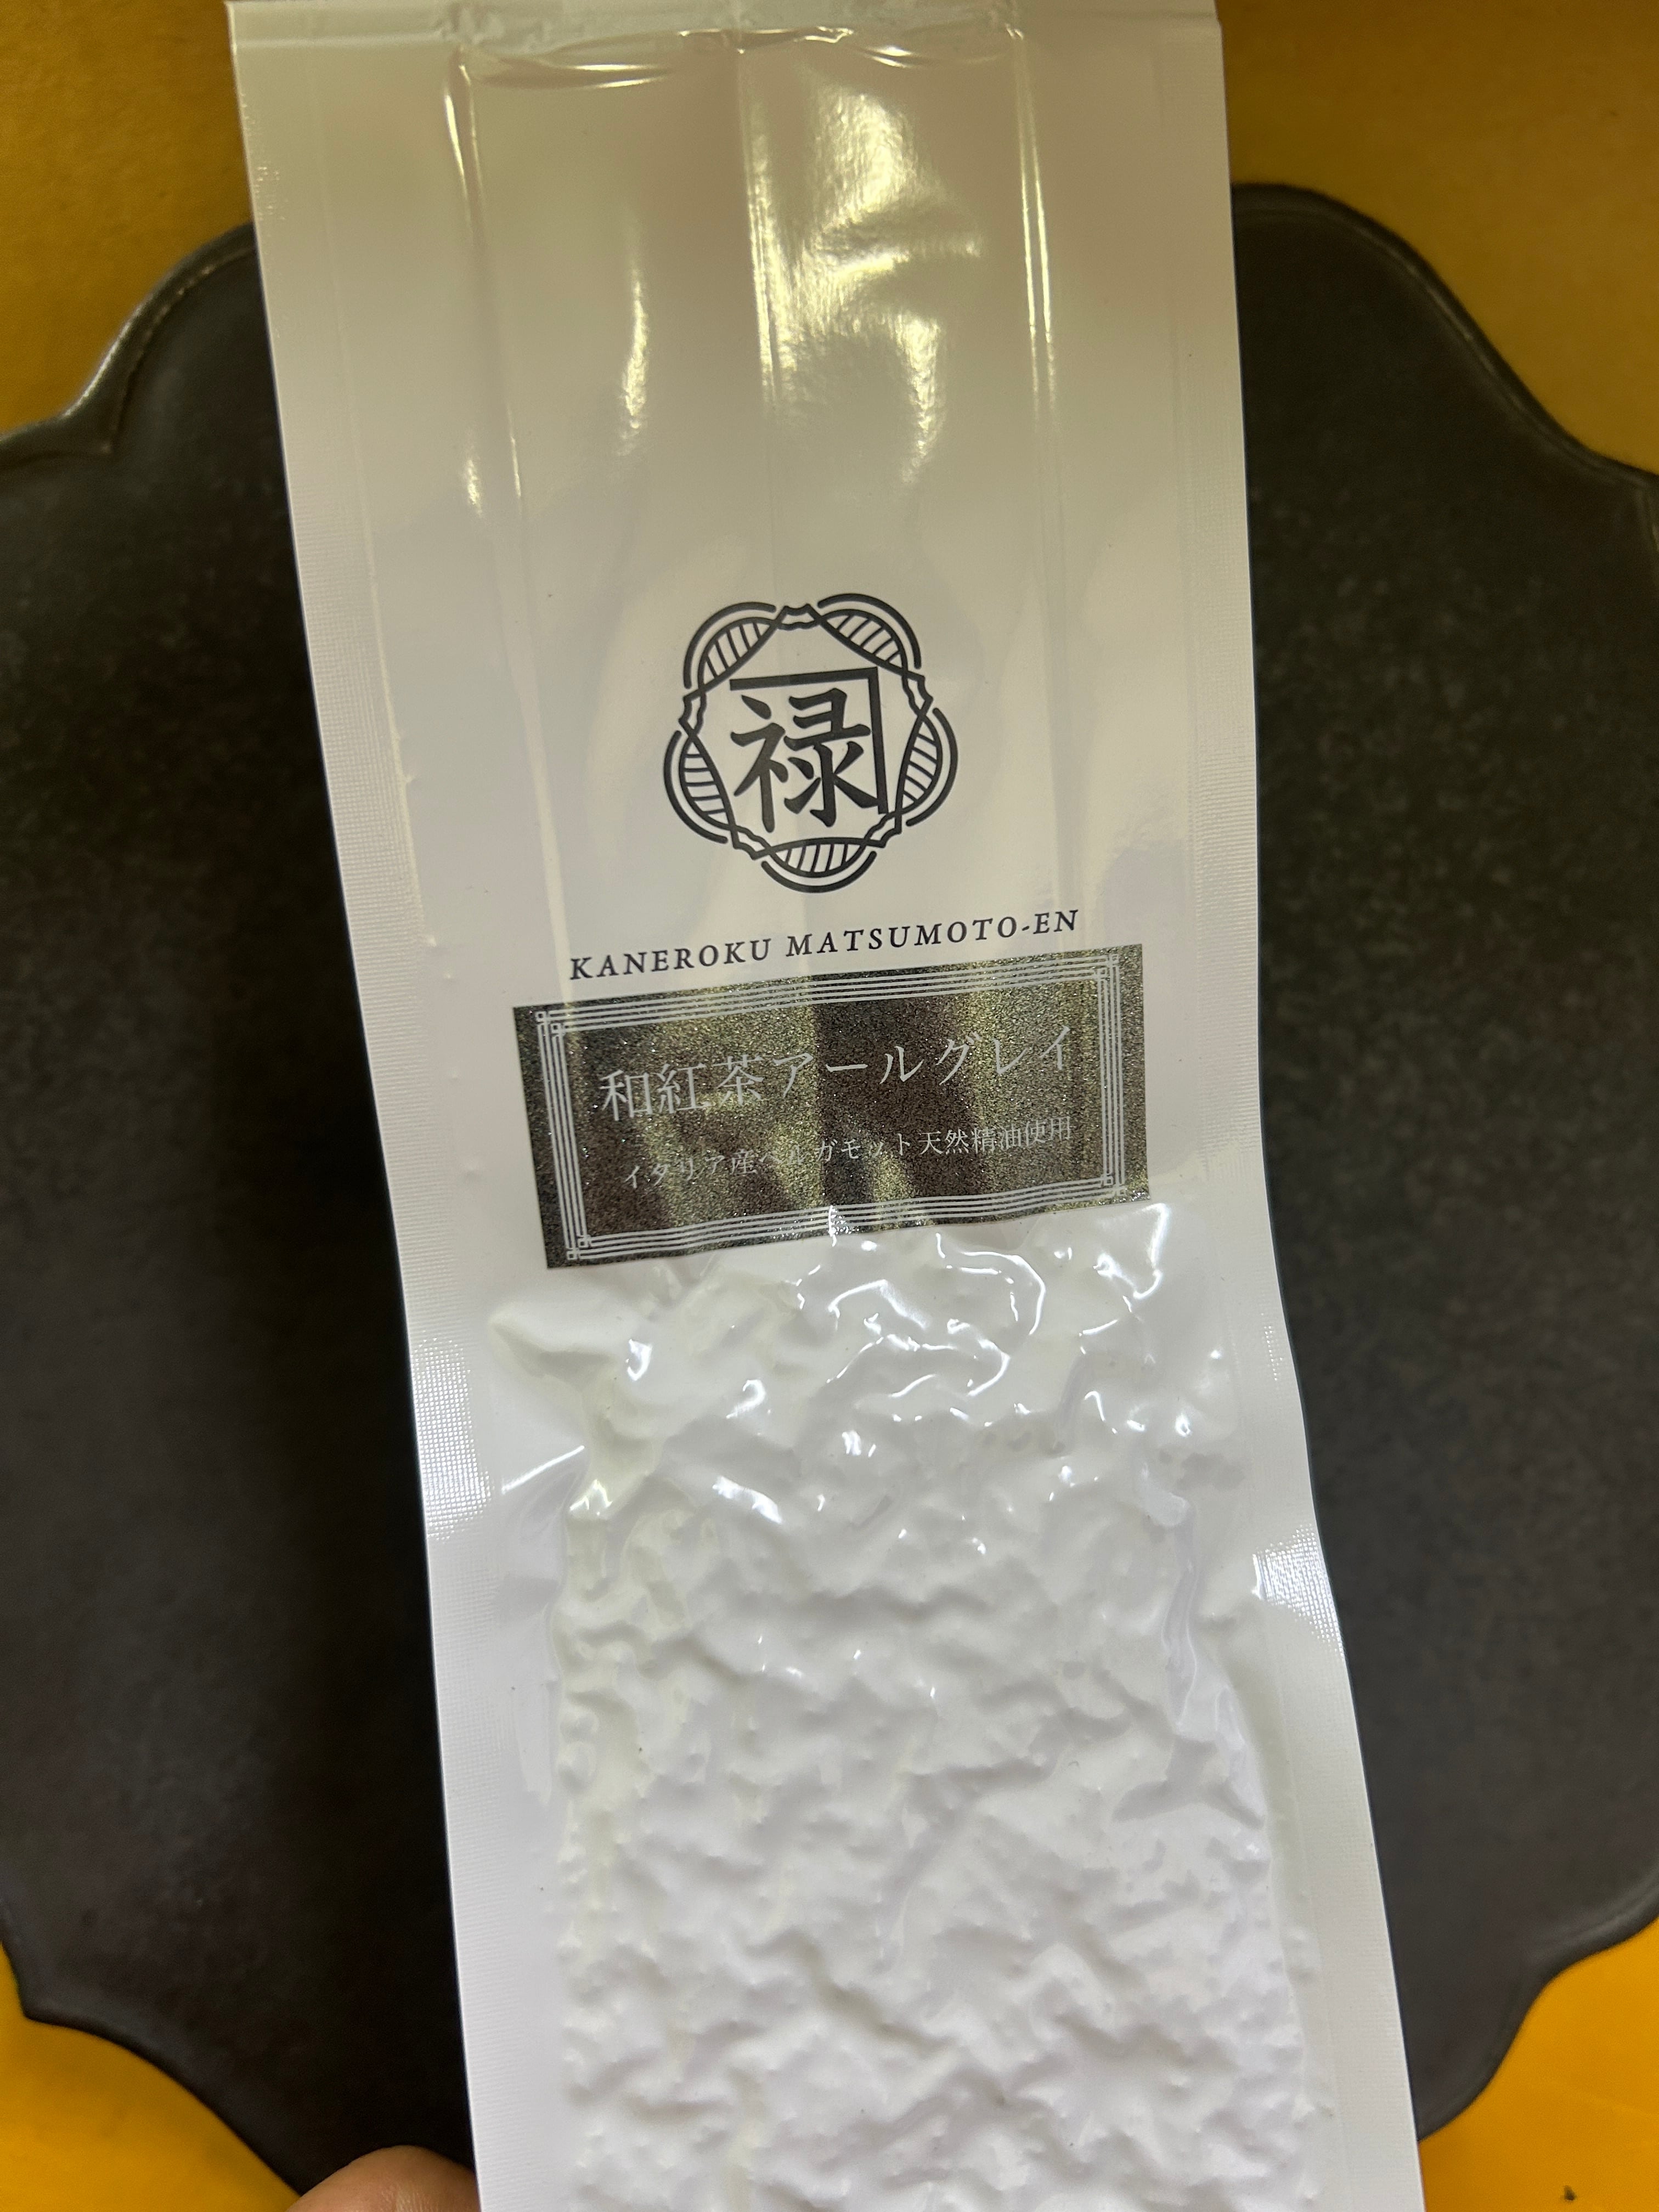 禄
KANEROKU MATSUMOTO-EN
和紅茶アールグレイ
イタリア産ベルガモット天然精油使用